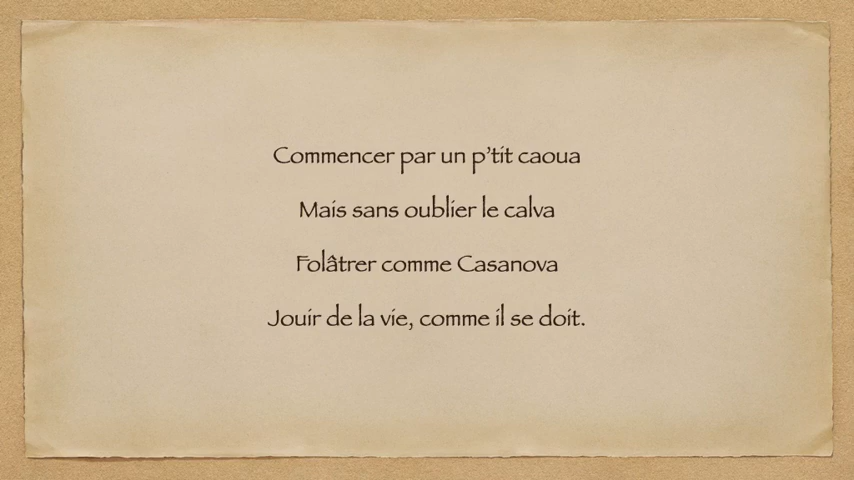 Commencer par un p’tit caoua
Mais sans oublier le calva
Folâtrer comme Casanova
Jouir de la vie, comme il se doit.